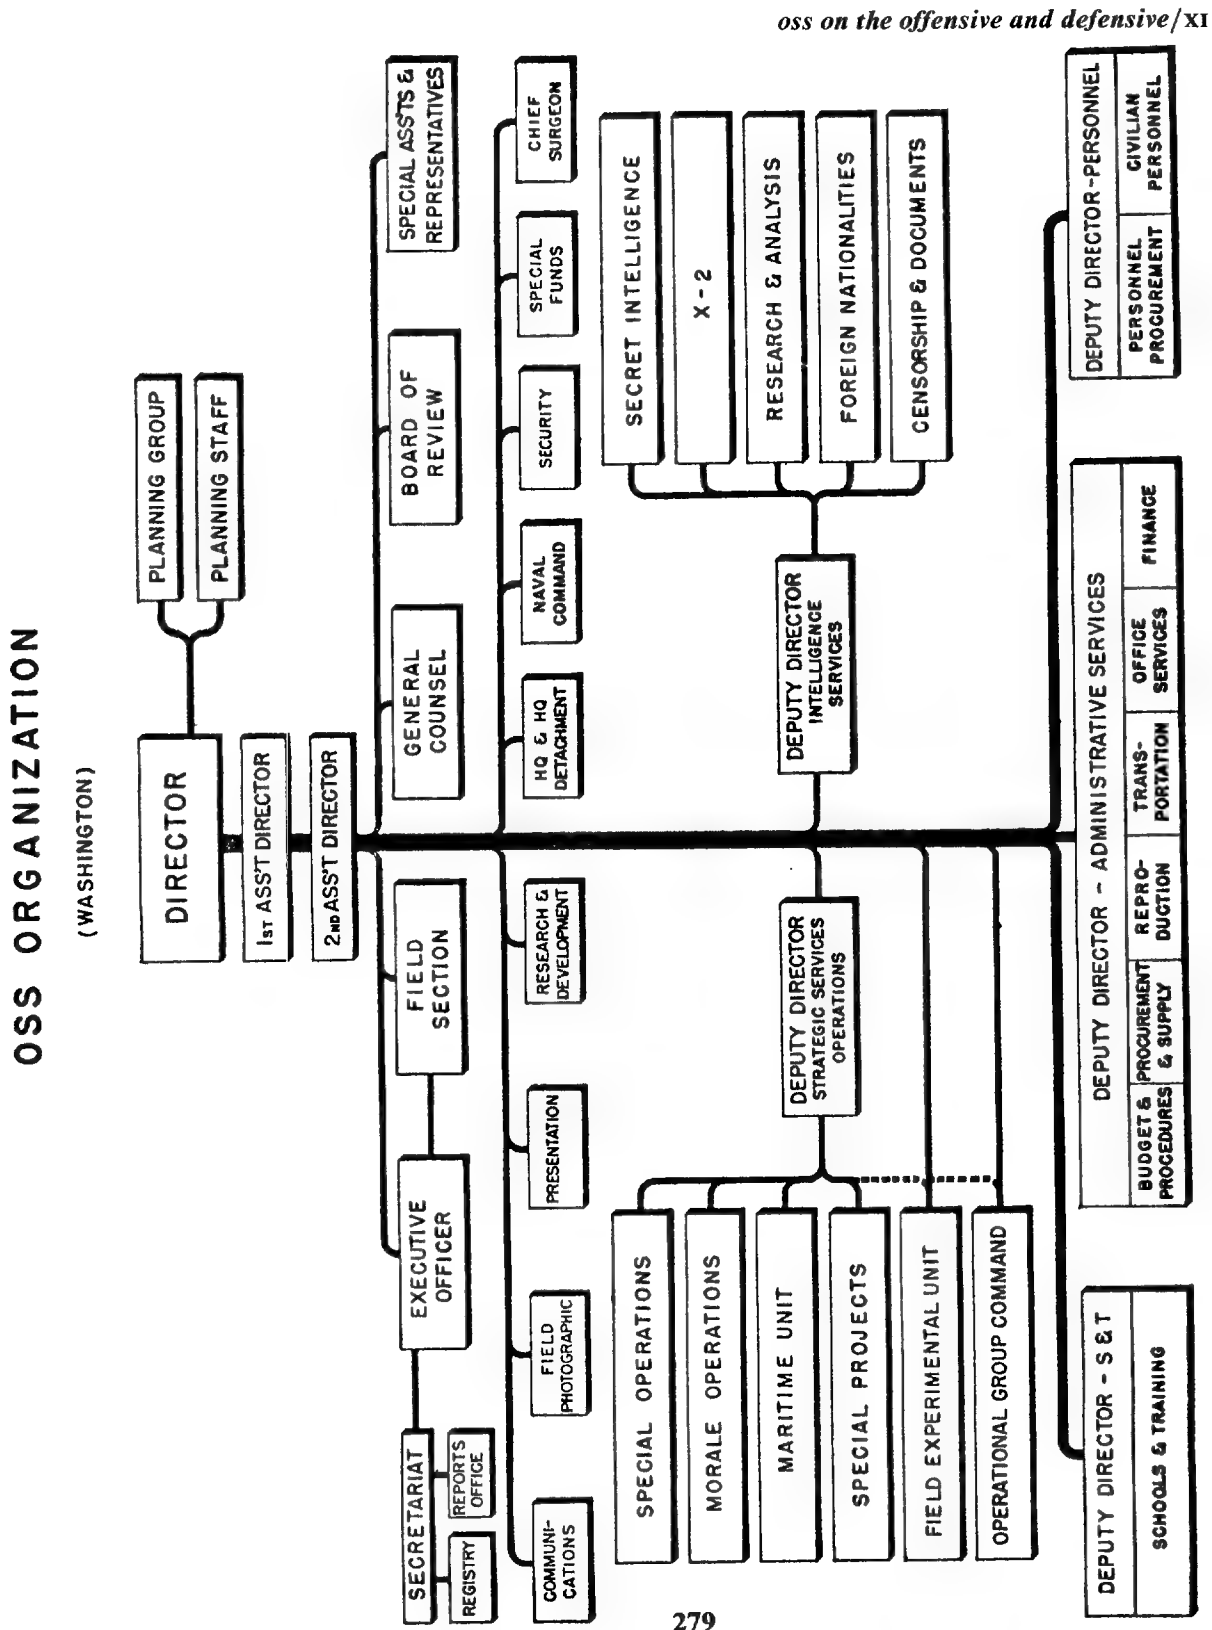 oss on the offensive and defensive/XI
OSS ORGANIZATION
(WASHINGTON)
DIRECTOR
PLANNING GROUP
PLANNING STAFF
1ST ASS'T DIRECTOR
2ND ASS'T DIRECTOR
SECRETARIAT
REGISTRY
REPORTS
OFFICE
EXECUTIVE
OFFICER
FIELD
SECTION
GENERAL
COUNSEL
BOARD OF
REVIEW
SPECIAL ASS'TS &
REPRESENTATIVES
COMMUNI-
CATIONS
FIELD
PHOTOGRAPHIC
PRESENTATION
RESEARCH &
DEVELOPMENT
HQ & HQ
DETACHMENT
NAVAL
COMMAND
SECURITY
SPECIAL
FUNDS
CHIEF
SURGEON
DEPUTY DIRECTOR
STRATEGIC SERVICES
OPERATIONS
SPECIAL OPERATIONS
MORALE OPERATIONS
MARITIME UNIT
SPECIAL PROJECTS
FIELD EXPERIMENTAL UNIT
OPERATIONAL GROUP COMMAND
DEPUTY DIRECTOR
INTELLIGENCE
SERVICES
SECRET INTELLIGENCE
X-2
RESEARCH & ANALYSIS
FOREIGN NATIONALITIES
CENSORSHIP & DOCUMENTS
DEPUTY DIRECTOR - S & T
SCHOOLS & TRAINING
DEPUTY DIRECTOR - ADMINISTRATIVE SERVICES
BUDGET &
PROCEDURES
PROCUREMENT
& SUPPLY
REPRO-
DUCTION
TRANS-
PORTATION
OFFICE
SERVICES
FINANCE
DEPUTY DIRECTOR-PERSONNEL
PERSONNEL
PROCUREMENT
CIVILIAN
PERSONNEL
279